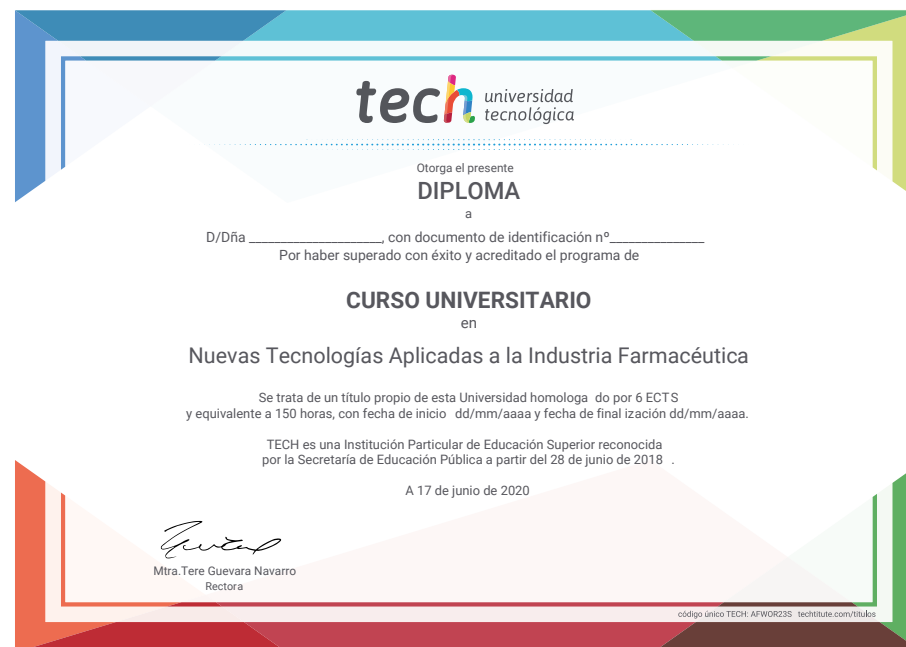 tech universidad
tecnológica
Otorga el presente
DIPLOMA
a
D/Dña ______________________, con documento de identificación nº________________
Por haber superado con éxito y acreditado el programa de
CURSO UNIVERSITARIO
en
Nuevas Tecnologías Aplicadas a la Industria Farmacéutica
Se trata de un título propio de esta Universidad homologa do por 6 ECTS
y equivalente a 150 horas, con fecha de inicio dd/mm/aaaa y fecha de final ización dd/mm/aaaa.
TECH es una Institución Particular de Educación Superior reconocida
por la Secretaría de Educación Pública a partir del 28 de junio de 2018 .
A 17 de junio de 2020
Mtra.Tere Guevara Navarro
Rectora
código único TECH: AFWOR23S techtitute.com/titulos